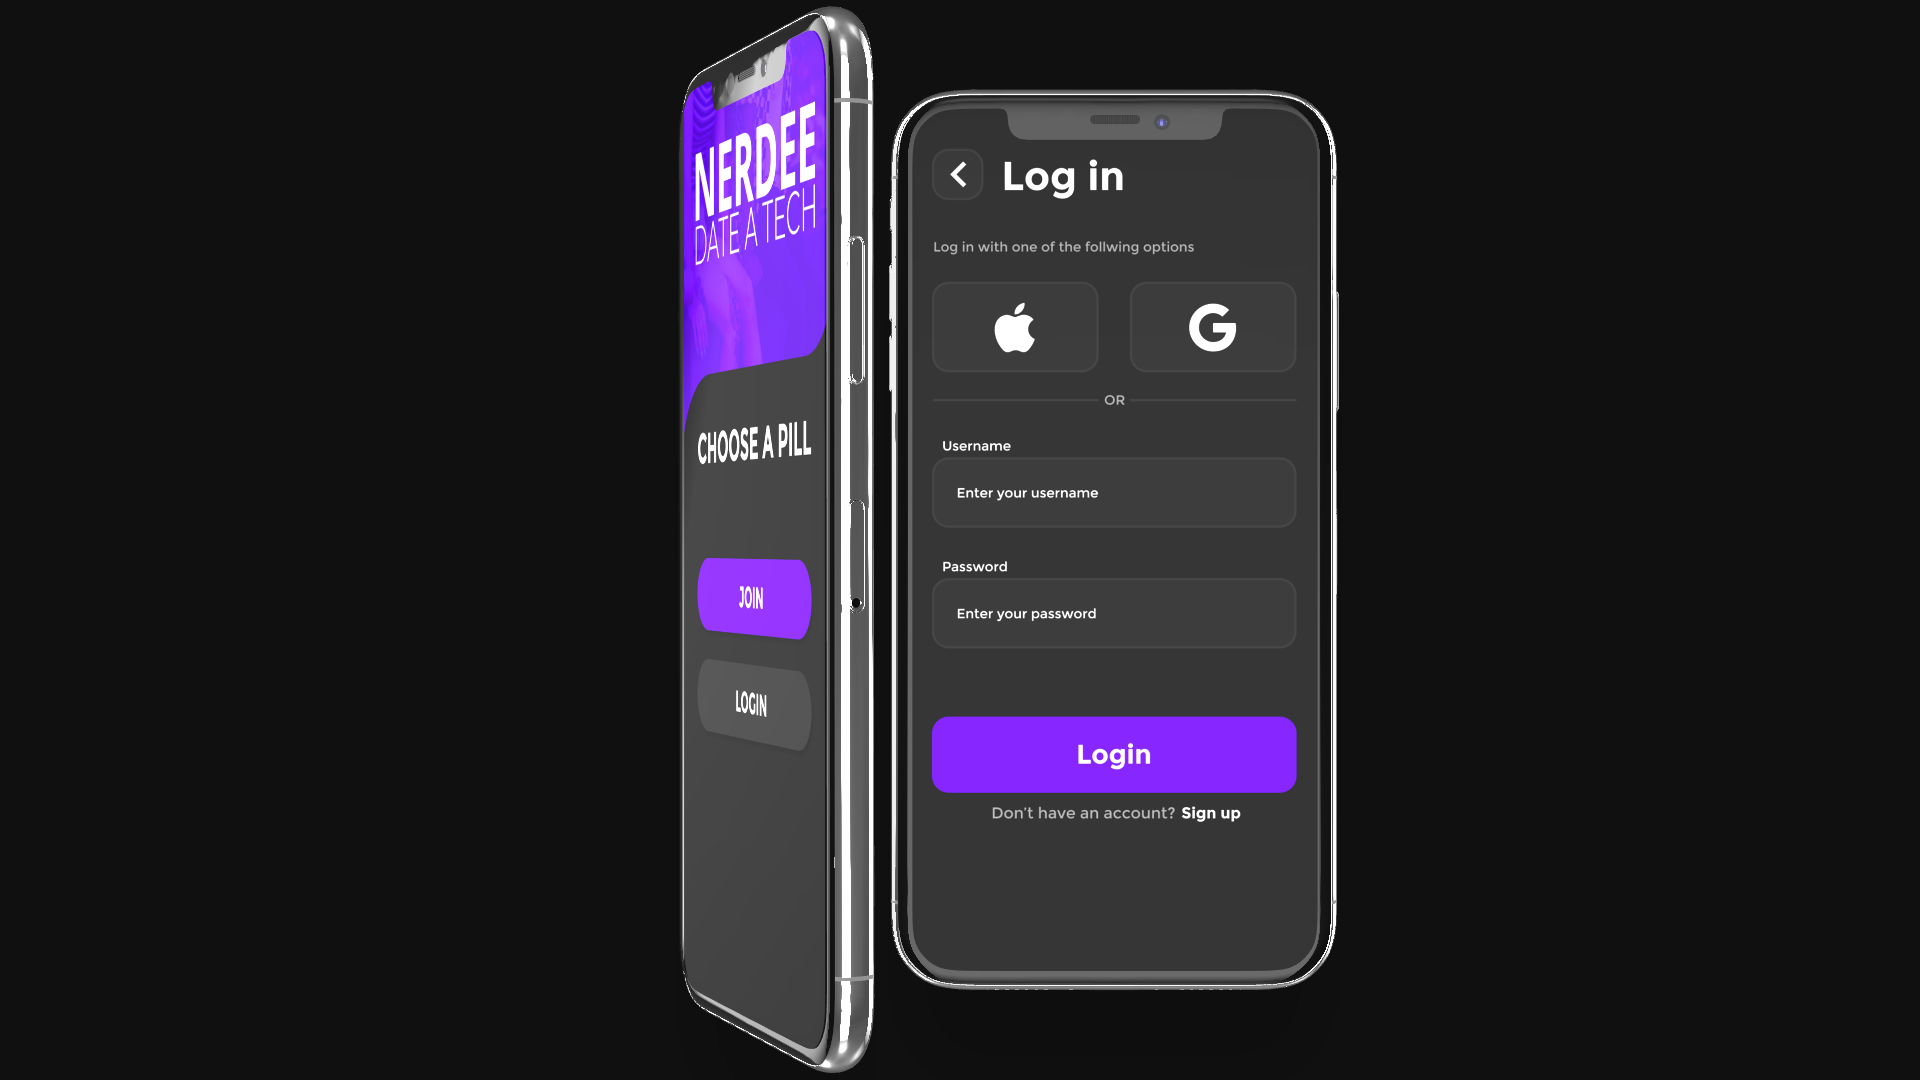 NERDEE
DATE A TECH
CHOOSE A PILL
JOIN
LOGIN
Log in
Log in with one of the follwing options
OR
Username
Enter your username
Password
Enter your password
Login
Don't have an account? Sign up